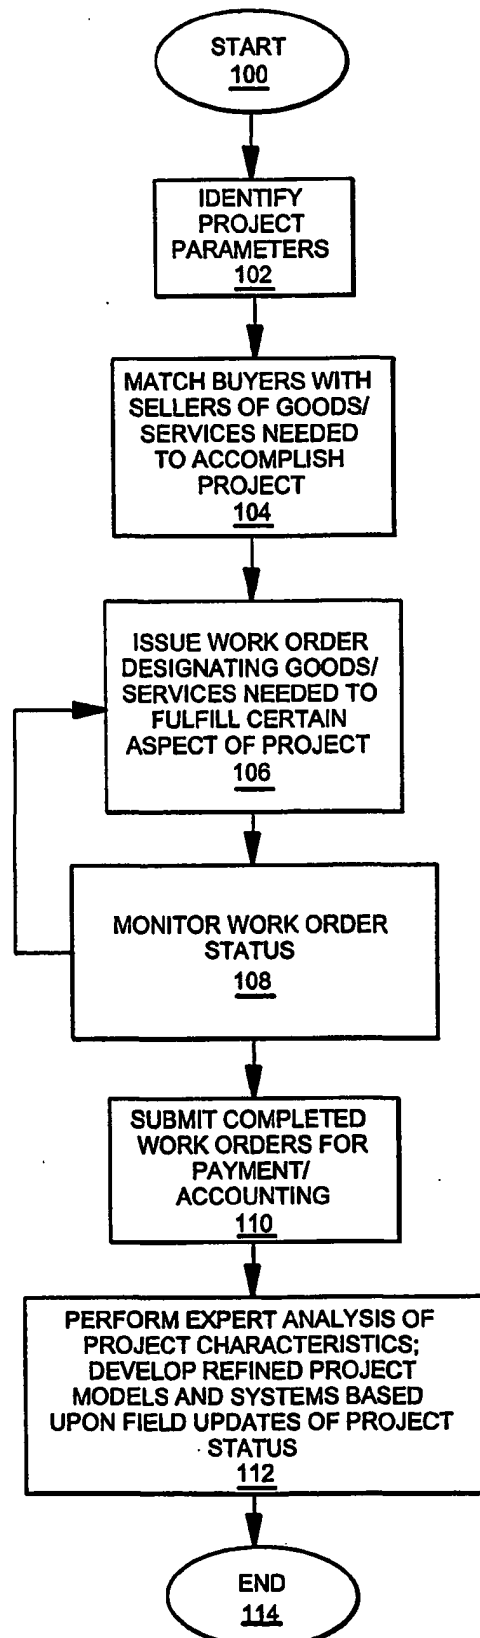 START
100
IDENTIFY
PROJECT
PARAMETERS
102
MATCH BUYERS WITH
SELLERS OF GOODS/
SERVICES NEEDED
TO ACCOMPLISH
PROJECT
104
ISSUE WORK ORDER
DESIGNATING GOODS/
SERVICES NEEDED TO
FULFILL CERTAIN
ASPECT OF PROJECT
106
MONITOR WORK ORDER
STATUS
108
SUBMIT COMPLETED
WORK ORDERS FOR
PAYMENT/
ACCOUNTING
110
PERFORM EXPERT ANALYSIS OF
PROJECT CHARACTERISTICS;
DEVELOP REFINED PROJECT
MODELS AND SYSTEMS BASED
UPON FIELD UPDATES OF PROJECT
STATUS
112
END
114